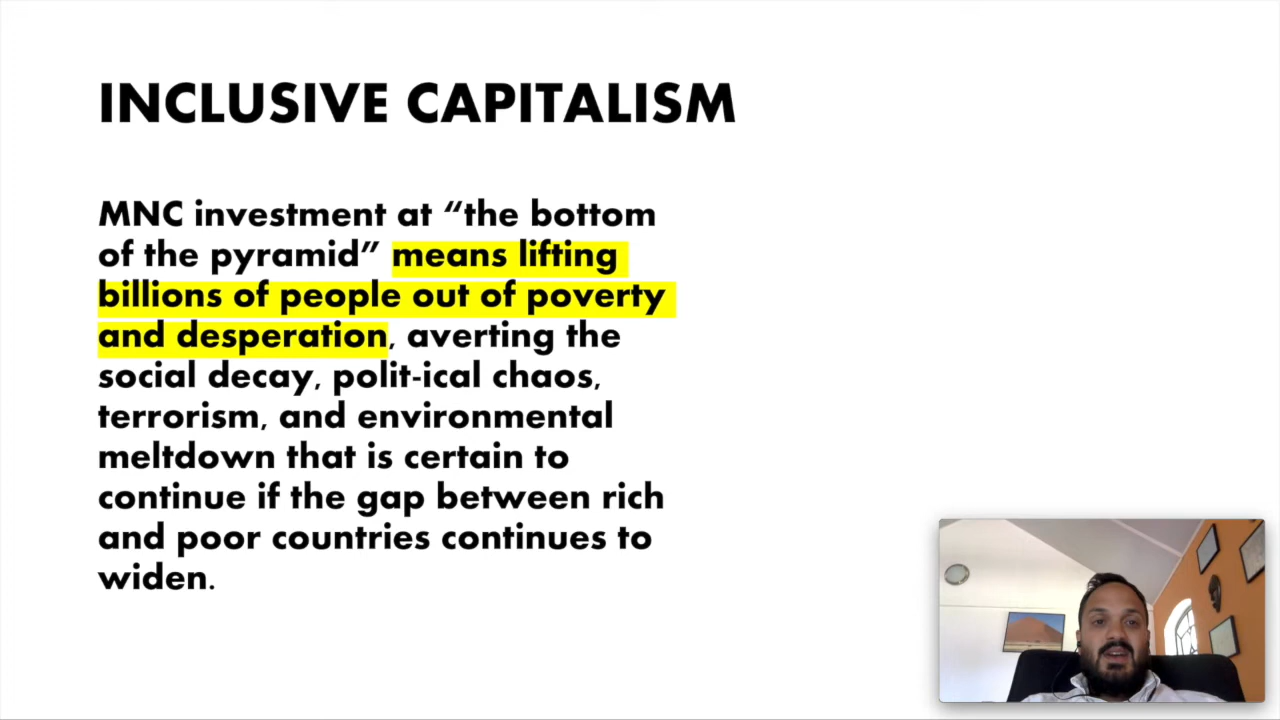 INCLUSIVE CAPITALISM
MNC investment at “the bottom
of the pyramid” means lifting
billions of people out of poverty
and desperation, averting the
social decay, polit-ical chaos,
terrorism, and environmental
meltdown that is certain to
continue if the gap between rich
and poor countries continues to
widen.